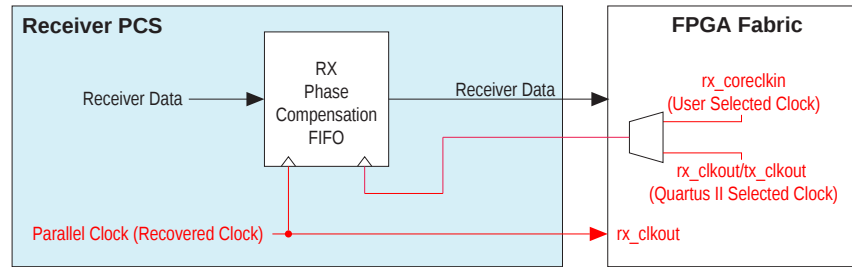 Receiver PCS
FPGA Fabric
RX
Phase
Compensation
FIFO
Receiver Data
Receiver Data
rx_coreclkin
(User Selected Clock)
rx_clkout/tx_clkout
(Quartus II Selected Clock)
Parallel Clock (Recovered Clock)
rx_clkout